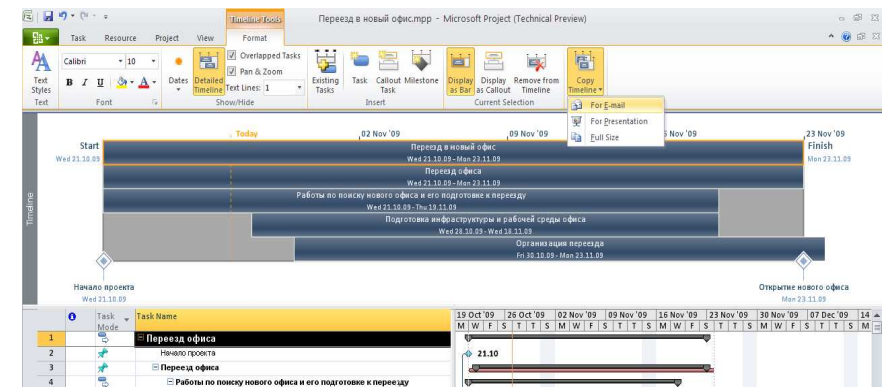 Timeline Tools
Переезд в новый офис.mpp - Microsoft Project (Technical Preview)
Task Resource Project View Format
Calibri 10
Text Styles
B I U A
Dates
Detailed Timeline
Overlapped Tasks
Pan & Zoom
Text Lines: 1
Existing Tasks
Task
Callout Task
Milestone
Display as Bar
Display as Callout
Remove from Timeline
Copy Timeline
Text Font Show/Hide Insert Current Selection
For E-mail
For Presentation
Full Size
Today 02 Nov '09 09 Nov '09 Nov '09 23 Nov '09
Start
Wed 21.10.09
Finish
Mon 23.11.09
Переезд в новый офис
Wed 21.10.09 - Mon 23.11.09
Переезд офиса
Wed 21.10.09 - Mon 23.11.09
Работы по поиску нового офиса и его подготовке к переезду
Wed 21.10.09 - Thu 19.11.09
Подготовка инфраструктуры и рабочей среды офиса
Wed 28.10.09 - Wed 18.11.09
Организация переезда
Fri 30.10.09 - Mon 23.11.09
Timeline
Начало проекта
Wed 21.10.09
Открытие нового офиса
Mon 23.11.09
Task Mode Task Name
19 Oct '09 26 Oct '09 02 Nov '09 09 Nov '09 16 Nov '09 23 Nov '09 30 Nov '09 07 Dec '09 14
M W F S T T S M W F S T T S M W F S T T S M W F S T T S M
1 Переезд офиса
2 Начало проекта 21.10
3 Переезд офиса
4 Работы по поиску нового офиса и его подготовке к переезду